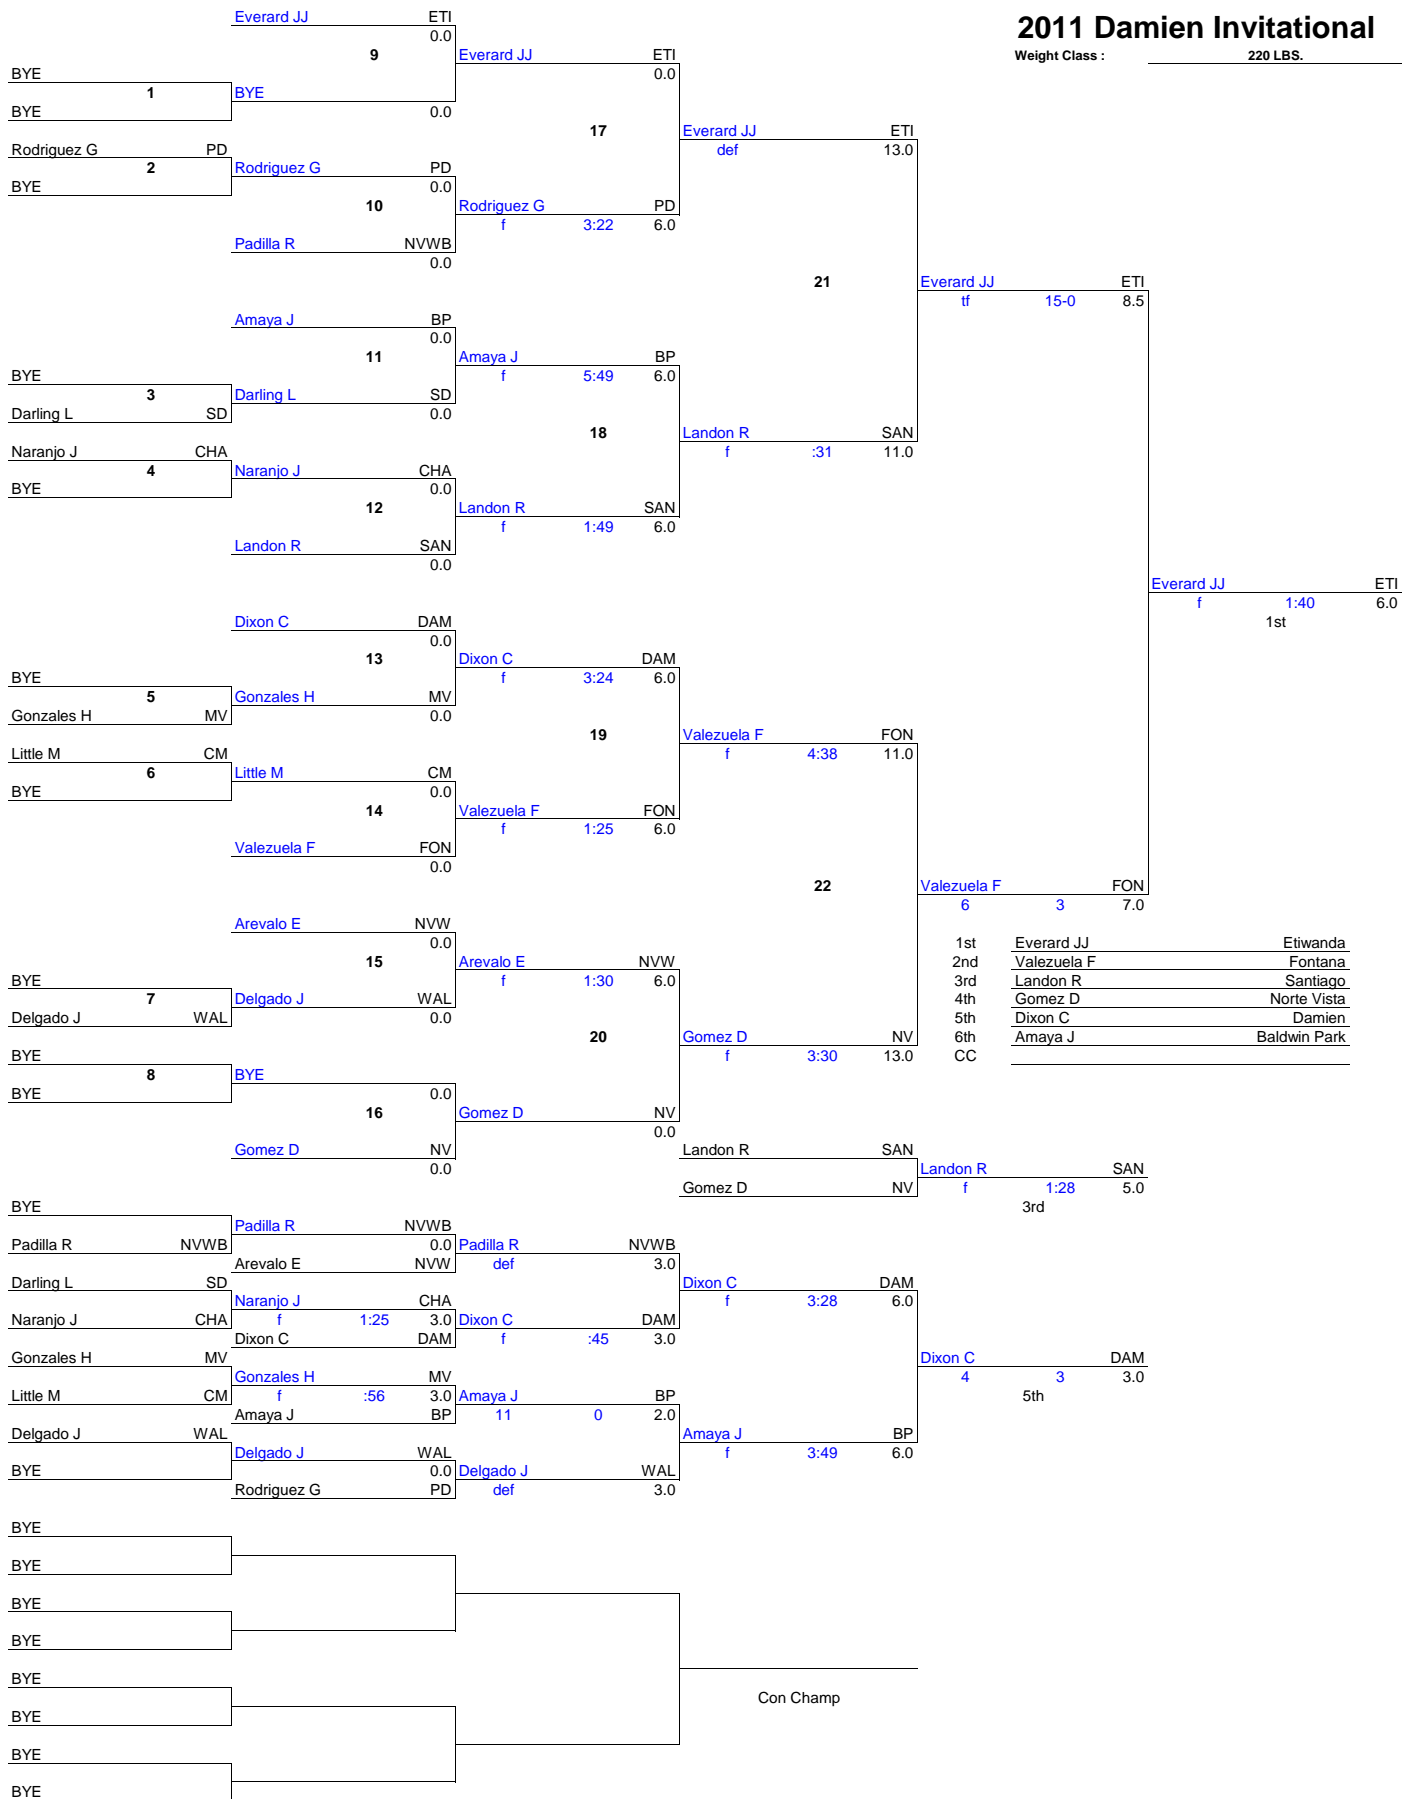 Everard JJ ETI
2011 Damien Invitational
0.0
9 Everard JJ ETI
Weight Class : 220 LBS.
BYE 0.0
1 BYE
BYE 0.0
17 Everard JJ ETI
Rodriguez G PD def 13.0
2 Rodriguez G PD
BYE 0.0
10 Rodriguez G PD
f 3:22 6.0
Padilla R NVWB
0.0
21 Everard JJ ETI
tf 15-0 8.5
Amaya J BP
0.0
11 Amaya J BP
BYE f 5:49 6.0
3 Darling L SD
Darling L SD 0.0
18 Landon R SAN
Naranjo J CHA f :31 11.0
4 Naranjo J CHA
BYE 0.0
12 Landon R SAN
f 1:49 6.0
Landon R SAN
0.0
Everard JJ ETI
f 1:40 6.0
Dixon C DAM 1st
0.0
13 Dixon C DAM
BYE f 3:24 6.0
5 Gonzales H MV
Gonzales H MV 0.0
19 Valezuela F FON
Little M CM f 4:38 11.0
6 Little M CM
BYE 0.0
14 Valezuela F FON
f 1:25 6.0
Valezuela F FON
0.0
22 Valezuela F FON
6 3 7.0
Arevalo E NVW
0.0 1st Everard JJ Etiwanda
15 Arevalo E NVW 2nd Valezuela F Fontana
BYE f 1:30 6.0 3rd Landon R Santiago
7 Delgado J WAL 4th Gomez D Norte Vista
Delgado J WAL 0.0 5th Dixon C Damien
20 Gomez D NV 6th Amaya J Baldwin Park
BYE f 3:30 13.0 CC
8 BYE
BYE 0.0
16 Gomez D NV
0.0
Gomez D NV Landon R SAN
0.0 Landon R SAN
Gomez D NV f 1:28 5.0
BYE 3rd
Padilla R NVWB
Padilla R NVWB 0.0 Padilla R NVWB
Arevalo E NVW def 3.0
Darling L SD Dixon C DAM
Naranjo J CHA f 3:28 6.0
Naranjo J CHA f 1:25 3.0 Dixon C DAM
Dixon C DAM f :45 3.0
Gonzales H MV Dixon C DAM
Gonzales H MV 4 3 3.0
Little M CM f :56 3.0 Amaya J BP 5th
Amaya J BP 11 0 2.0
Delgado J WAL Amaya J BP
Delgado J WAL f 3:49 6.0
BYE 0.0 Delgado J WAL
Rodriguez G PD def 3.0
BYE
BYE
BYE
BYE
BYE
Con Champ
BYE
BYE
BYE